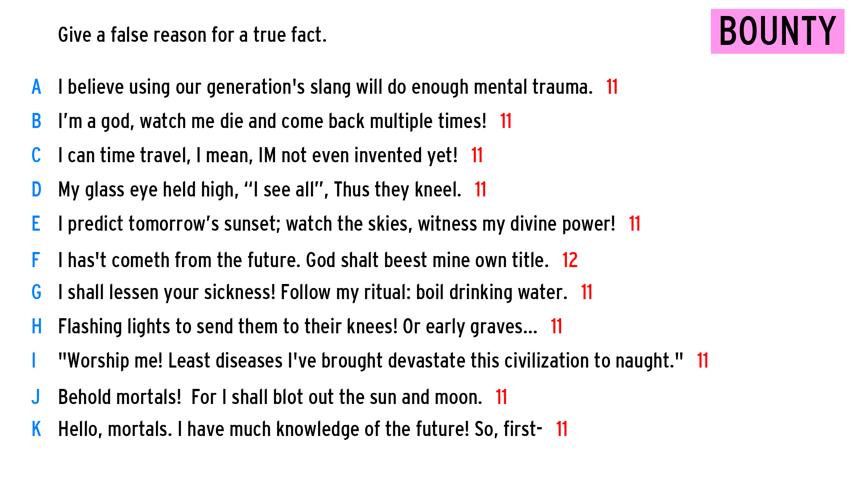 Give a false reason for a true fact.
BOUNTY
A I believe using our generation's slang will do enough mental trauma. 11
B I’m a god, watch me die and come back multiple times! 11
C I can time travel, I mean, IM not even invented yet! 11
D My glass eye held high, “I see all”, Thus they kneel. 11
E I predict tomorrow’s sunset; watch the skies, witness my divine power! 11
F I has't cometh from the future. God shalt beest mine own title. 12
G I shall lessen your sickness! Follow my ritual: boil drinking water. 11
H Flashing lights to send them to their knees! Or early graves... 11
I "Worship me! Least diseases I've brought devastate this civilization to naught." 11
J Behold mortals!  For I shall blot out the sun and moon. 11
K Hello, mortals. I have much knowledge of the future! So, first- 11